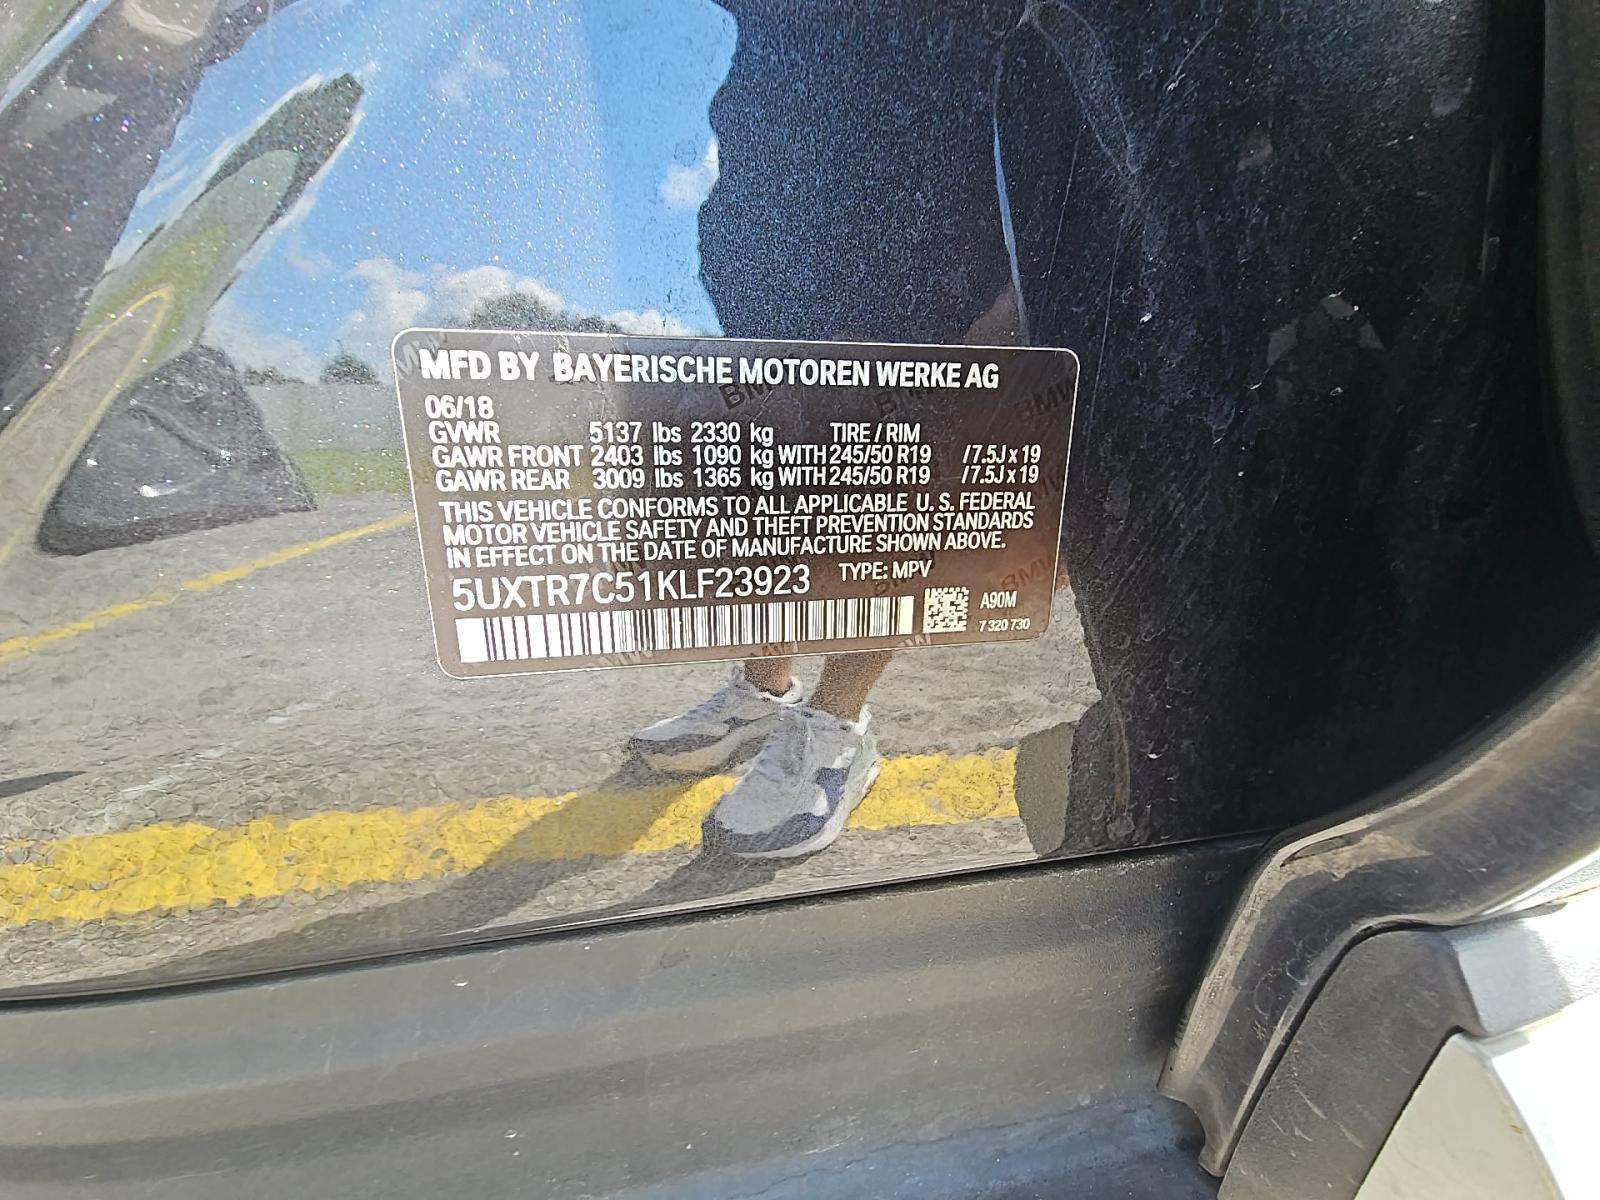 MFD BY BAYERISCHE MOTOREN WERKE AG
06/18
GVWR 5137 lbs 2330 kg TIRE / RIM
GAWR FRONT 2403 lbs 1090 kg WITH 245/50 R19 /7.5J x 19
GAWR REAR 3009 lbs 1365 kg WITH 245/50 R19 /7.5J x 19
THIS VEHICLE CONFORMS TO ALL APPLICABLE U.S. FEDERAL
MOTOR VEHICLE SAFETY AND THEFT PREVENTION STANDARDS
IN EFFECT ON THE DATE OF MANUFACTURE SHOWN ABOVE.
5UXTR7C51KLF23923 TYPE: MPV
A90M
7 320 730